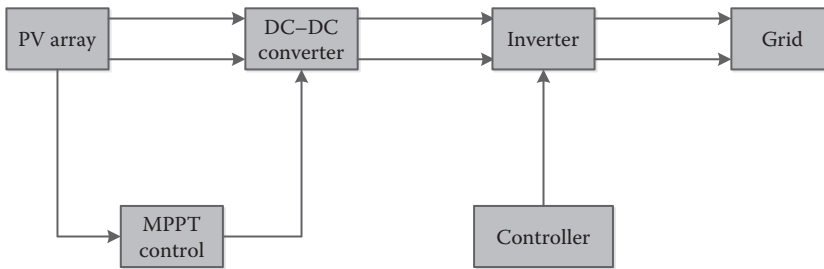 PV array
DC–DC
converter
Inverter
Grid
MPPT
control
Controller